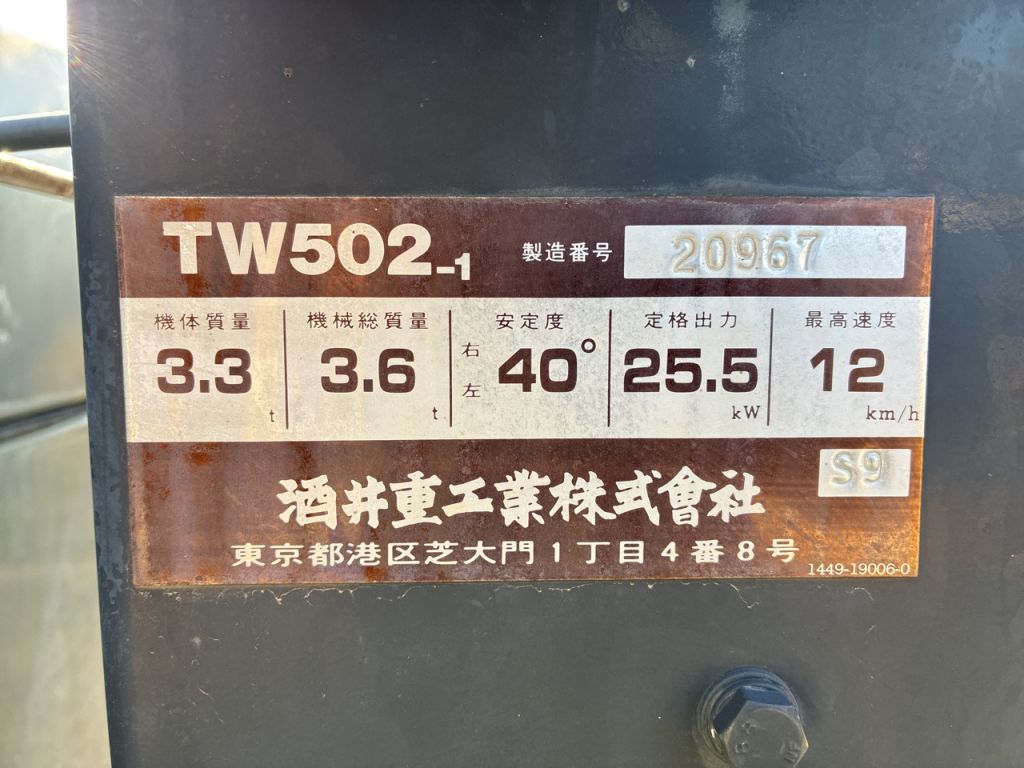 TW502-1 製造番号 20967
機体質量 機械総質量 安定度 定格出力 最高速度
3.3 t 3.6 t 右 左 40° 25.5 kW 12 km/h
S9
酒井重工業株式會社
東京都港区芝大門1丁目4番8号
1449-19006-0